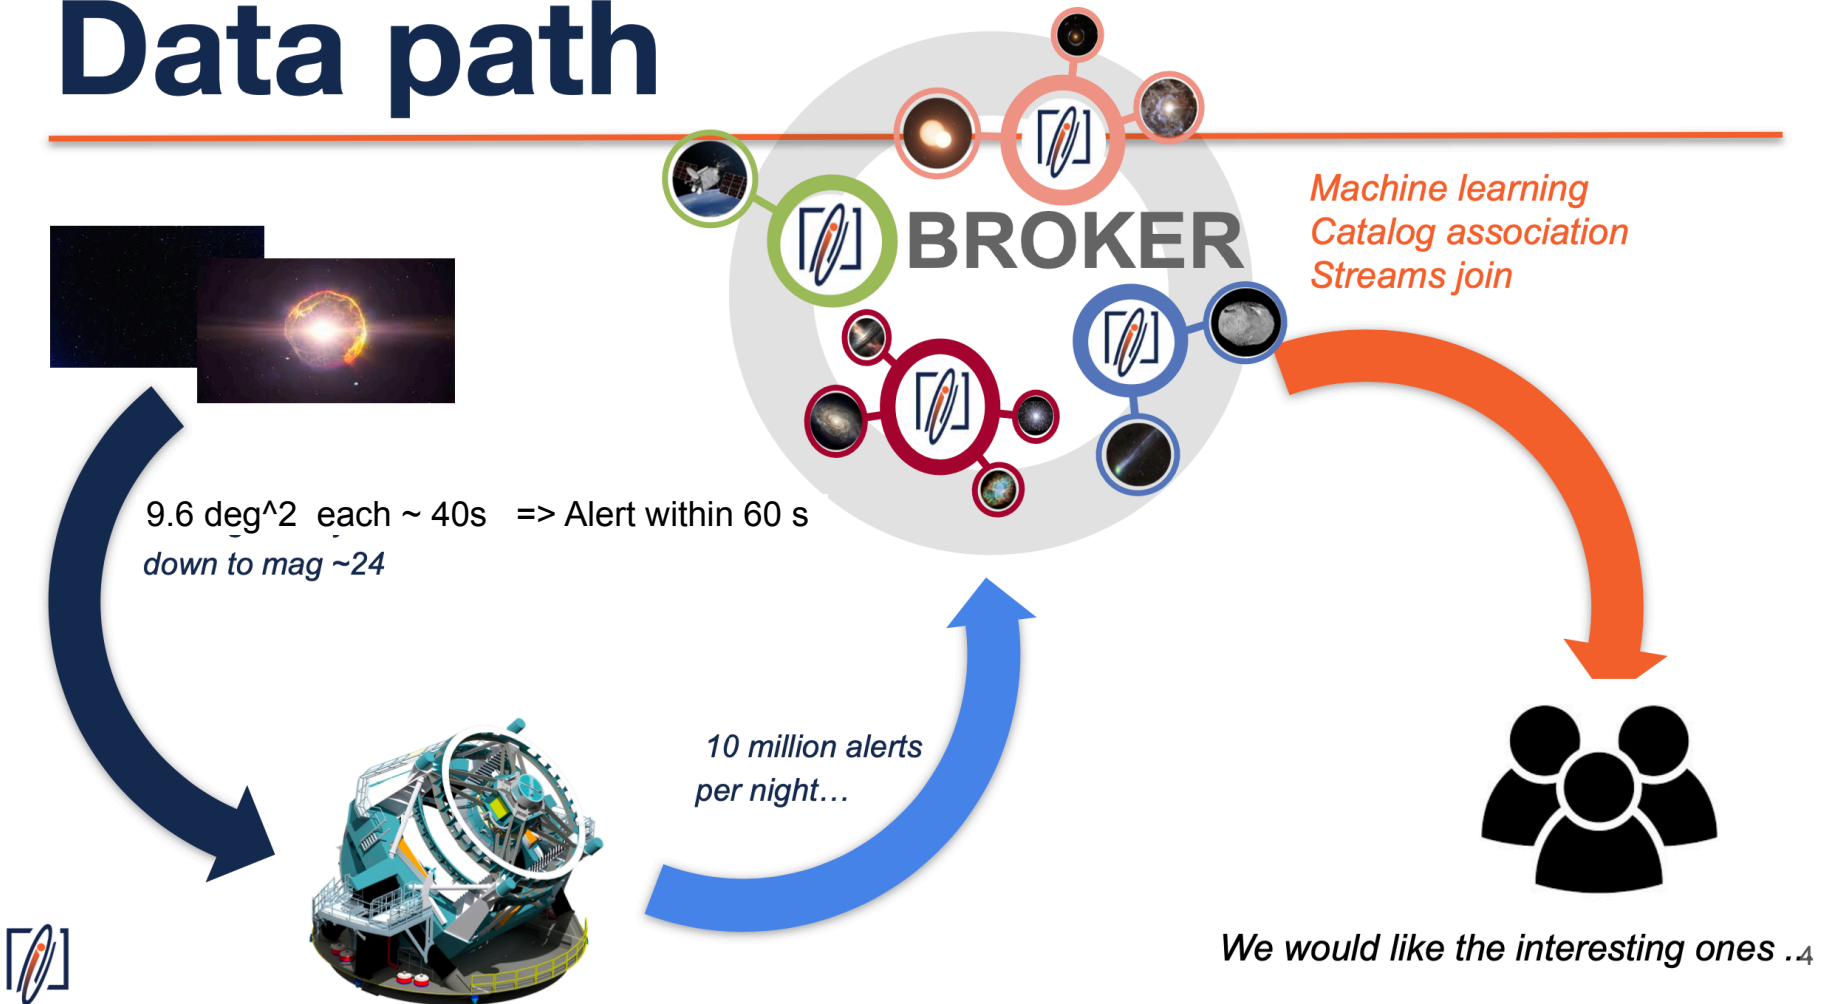 Data path
BROKER
Machine learning
Catalog association
Streams join
9.6 deg^2  each ~ 40s   => Alert within 60 s
down to mag ~24
10 million alerts
per night…
We would like the interesting ones ..
4